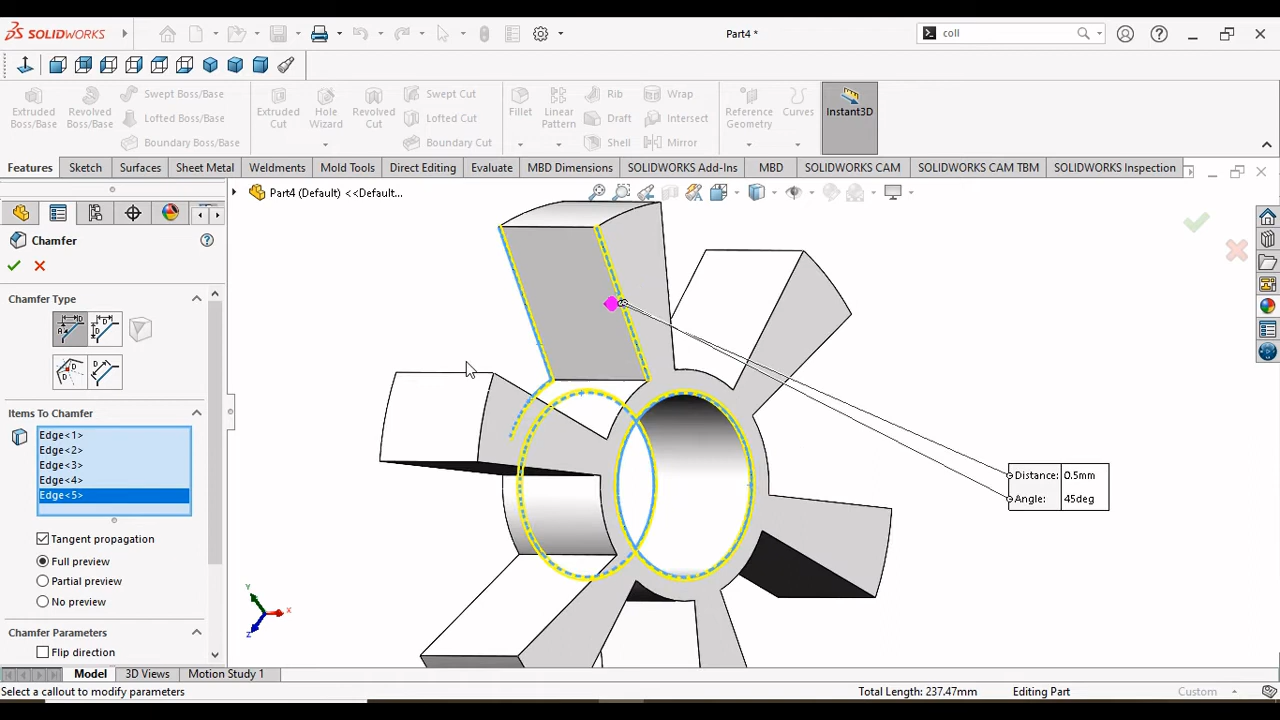 SOLIDWORKS
Part4 *
coll
Extruded Boss/Base
Revolved Boss/Base
Swept Boss/Base
Lofted Boss/Base
Boundary Boss/Base
Extruded Cut
Hole Wizard
Revolved Cut
Swept Cut
Lofted Cut
Boundary Cut
Fillet
Linear Pattern
Rib
Draft
Shell
Wrap
Intersect
Mirror
Reference Geometry
Curves
Instant3D
Features Sketch Surfaces Sheet Metal Weldments Mold Tools Direct Editing Evaluate MBD Dimensions SOLIDWORKS Add-Ins MBD SOLIDWORKS CAM SOLIDWORKS CAM TBM SOLIDWORKS Inspection
Part4 (Default) <<Default...
Chamfer
Chamfer Type
Items To Chamfer
Edge<1>
Edge<2>
Edge<3>
Edge<4>
Edge<5>
Tangent propagation
Full preview
Partial preview
No preview
Chamfer Parameters
Flip direction
Distance: 0.5mm
Angle: 45deg
Y
X
Z
Model 3D Views Motion Study 1
Select a callout to modify parameters
Total Length: 237.47mm
Editing Part
Custom